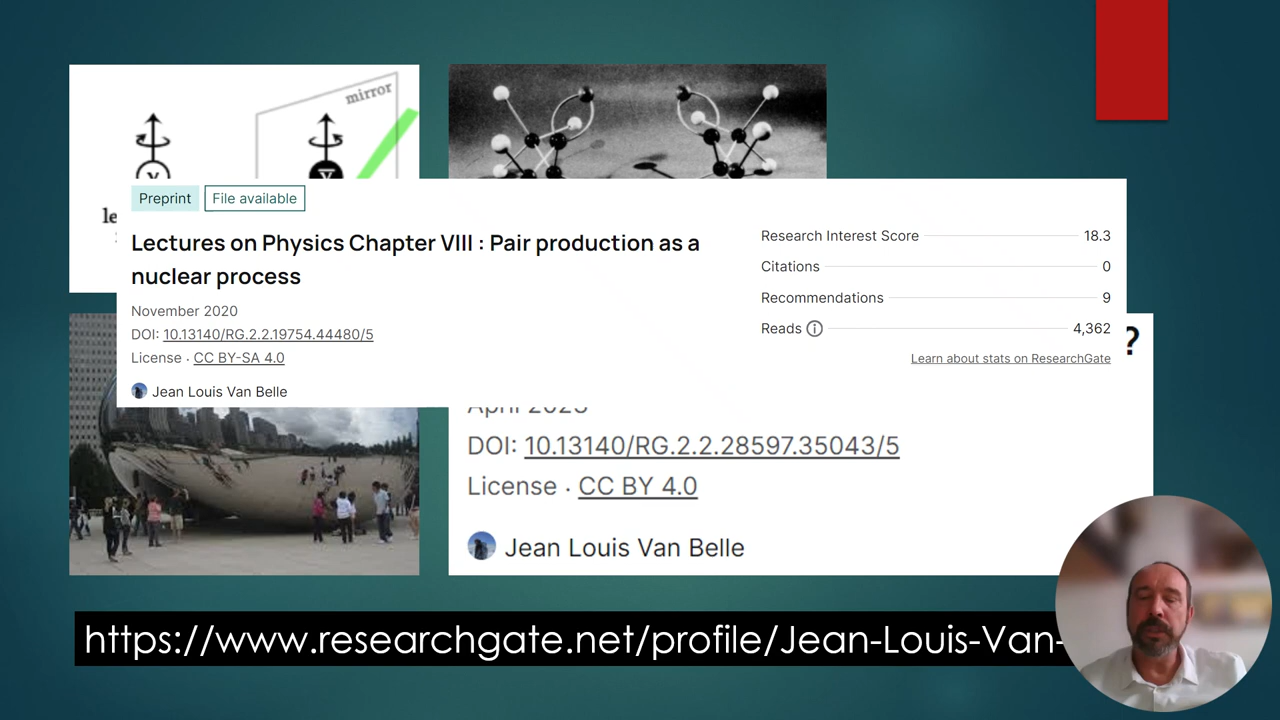 mirror
le
Preprint
File available
Lectures on Physics Chapter VIII : Pair production as a
nuclear process
November 2020
DOI: 10.13140/RG.2.2.19754.44480/5
License · CC BY-SA 4.0
Jean Louis Van Belle
Research Interest Score 18.3
Citations 0
Recommendations 9
Reads 4,362
Learn about stats on ResearchGate
?
DOI: 10.13140/RG.2.2.28597.35043/5
License · CC BY 4.0
Jean Louis Van Belle
https://www.researchgate.net/profile/Jean-Louis-Van-